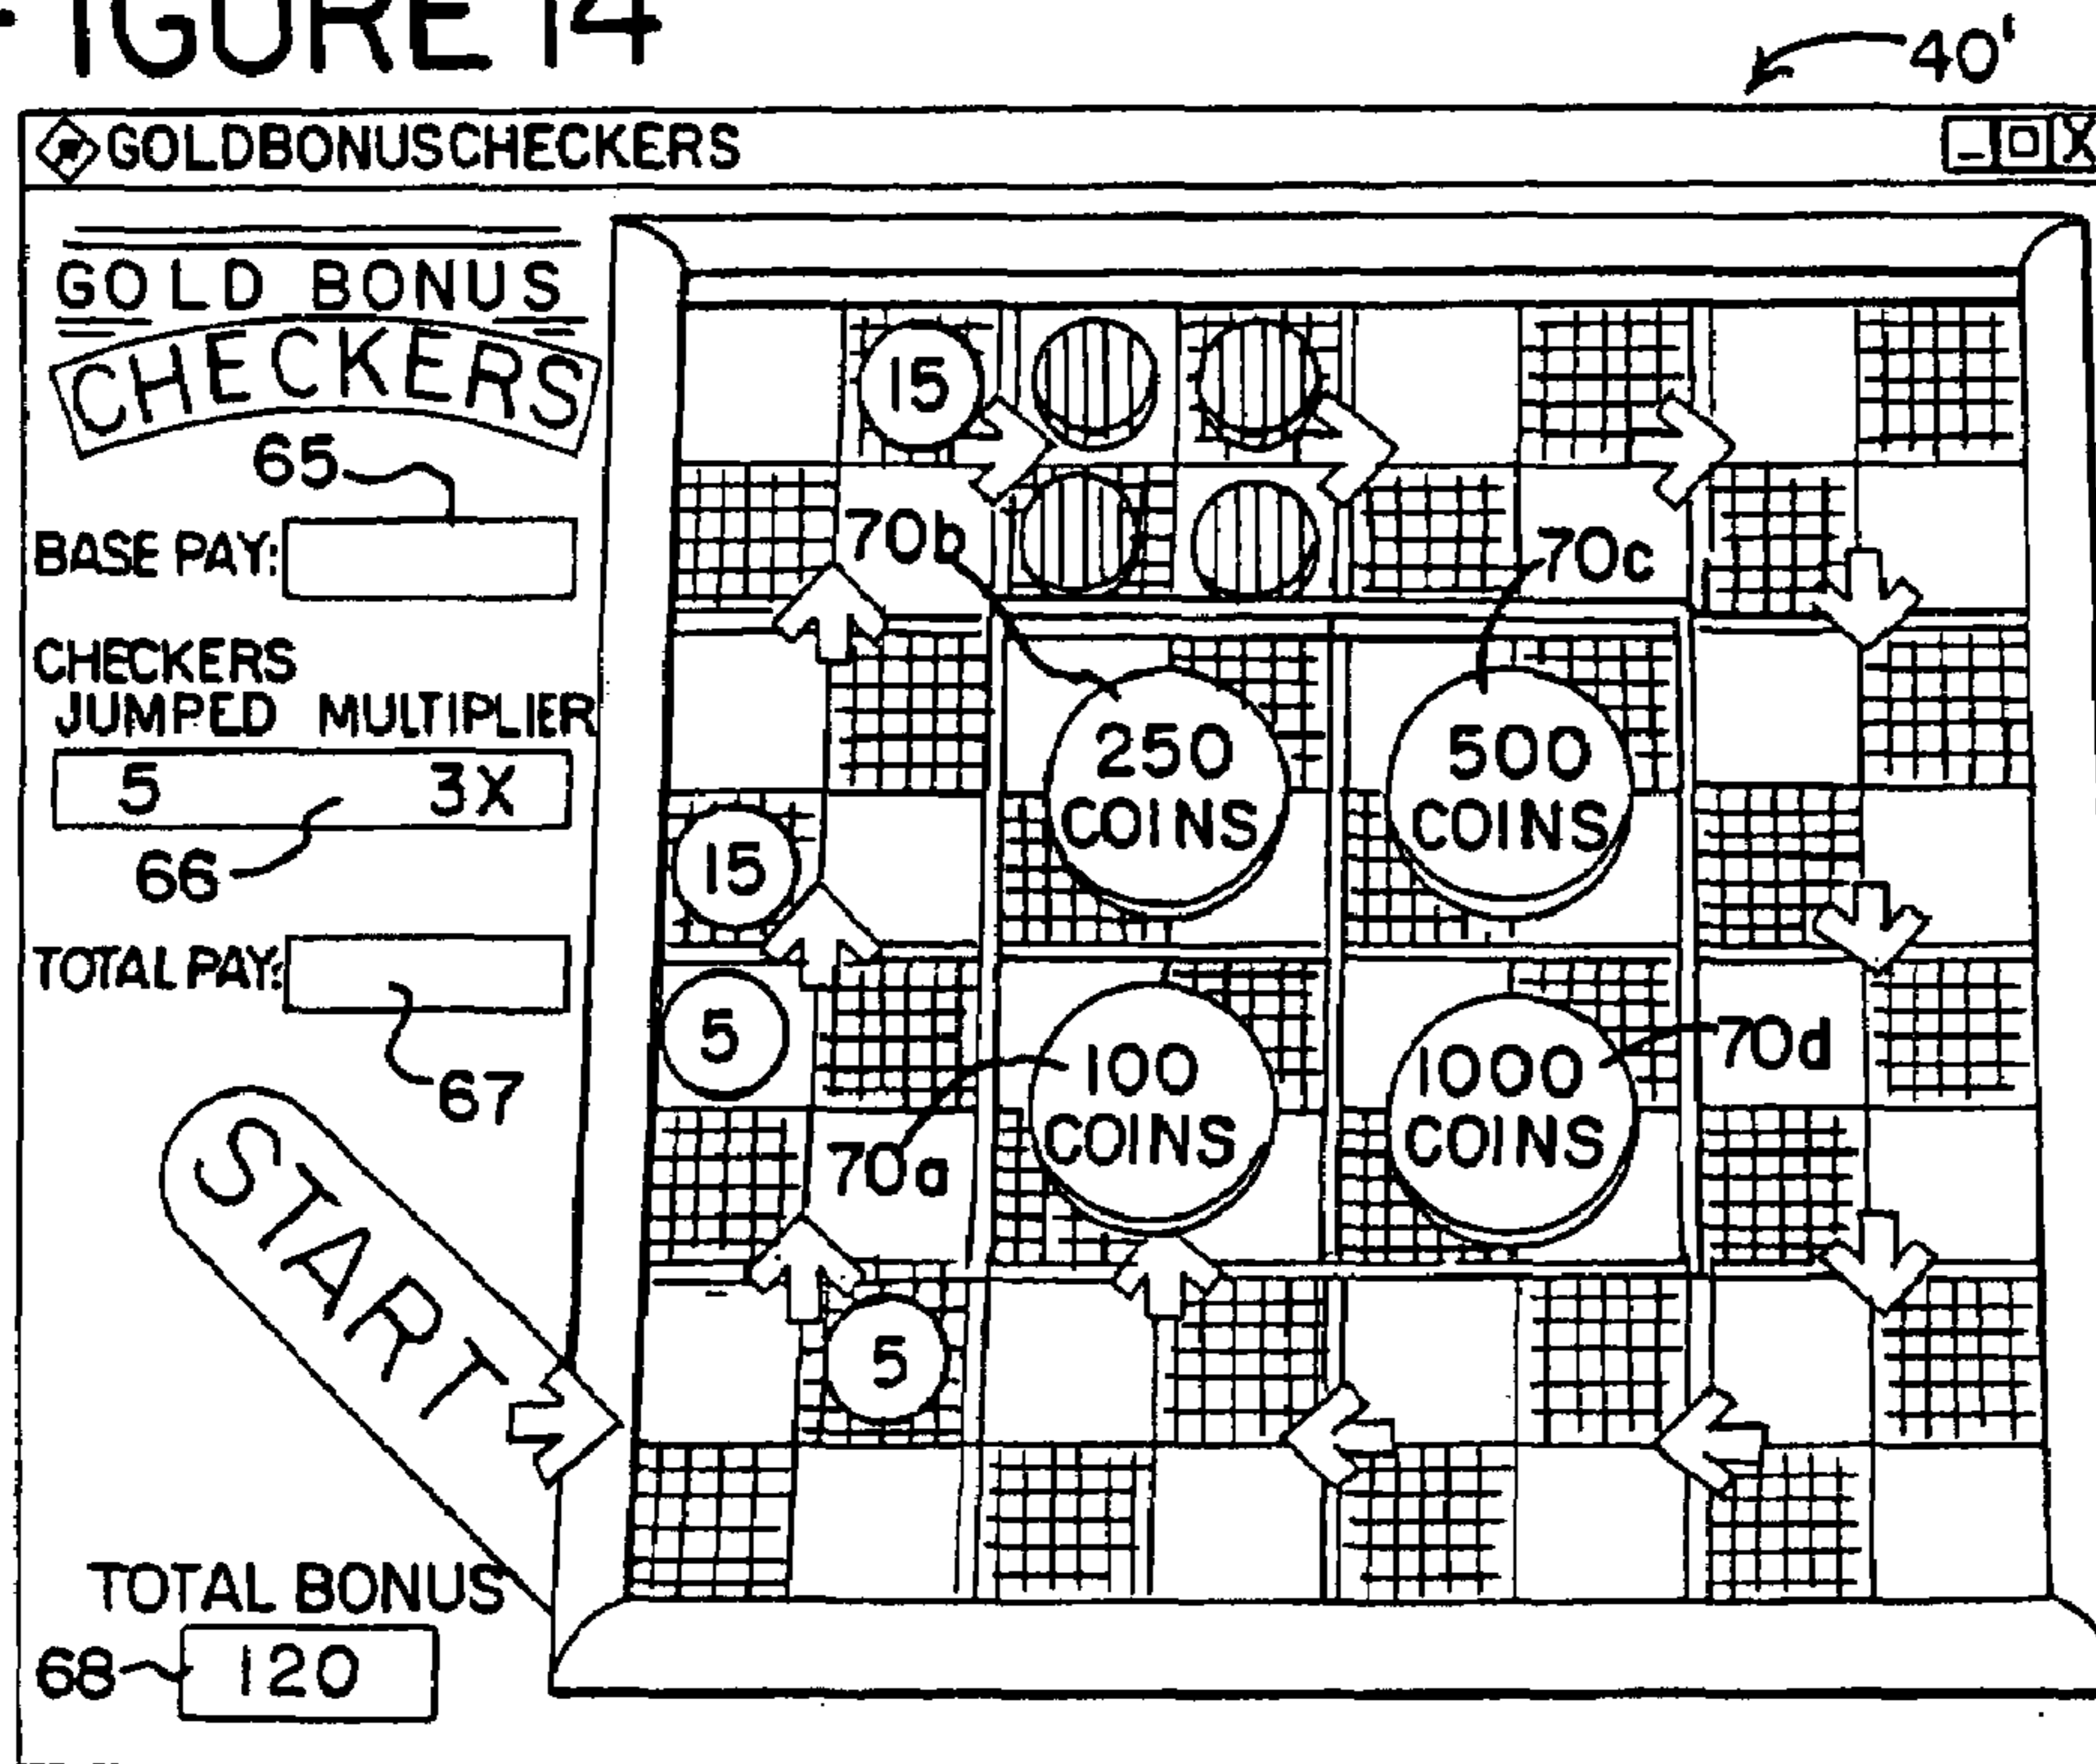 FIGURE 14
40'
GOLDBONUSCHECKERS
GOLD BONUS
CHECKERS
65
BASE PAY:
CHECKERS
JUMPED MULTIPLIER
5 3X
66
TOTAL PAY:
67
START
TOTAL BONUS
68 120
15
70b
70c
250
COINS
500
COINS
15
5
100
COINS
1000
COINS
70d
70a
5